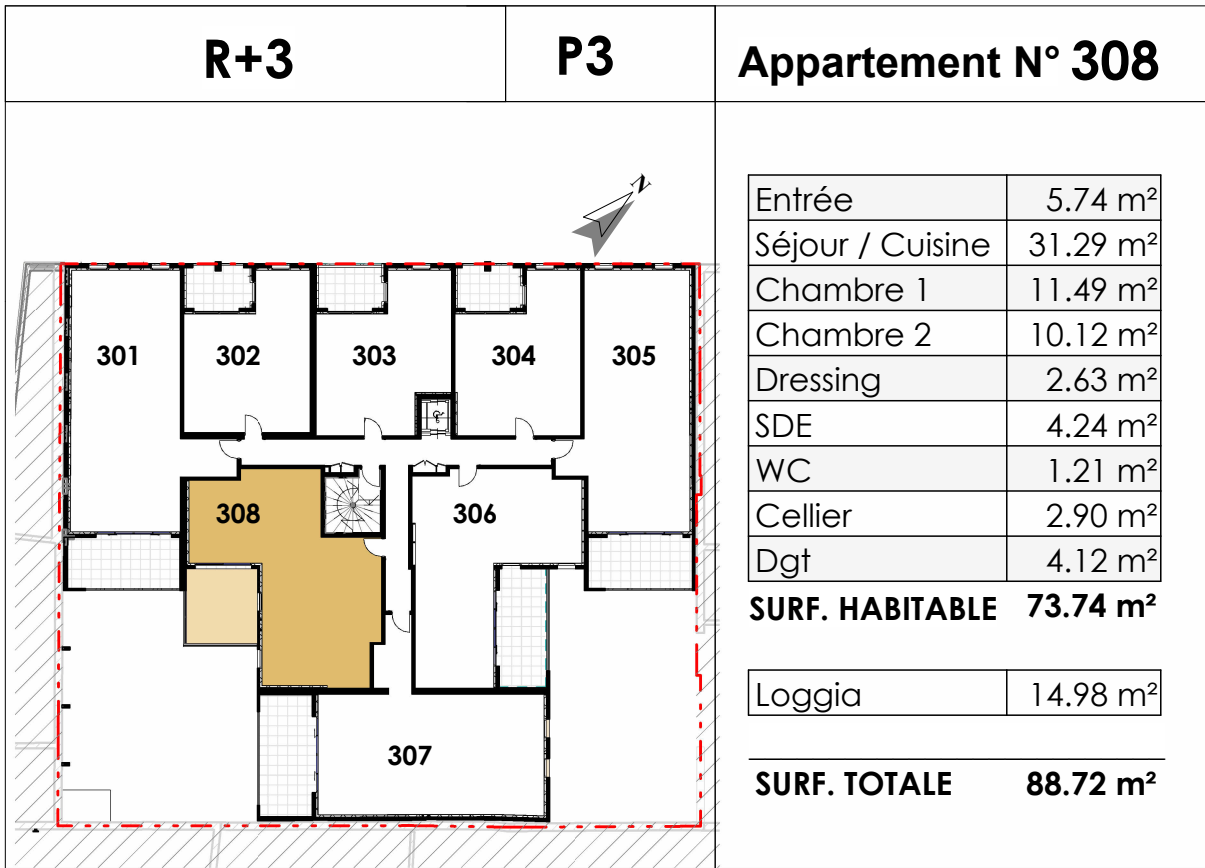 R+3
P3
Appartement N° 308
N
301
302
303
304
305
308
306
307
Entrée 5.74 m²
Séjour / Cuisine 31.29 m²
Chambre 1 11.49 m²
Chambre 2 10.12 m²
Dressing 2.63 m²
SDE 4.24 m²
WC 1.21 m²
Cellier 2.90 m²
Dgt 4.12 m²
SURF. HABITABLE 73.74 m²
Loggia 14.98 m²
SURF. TOTALE 88.72 m²